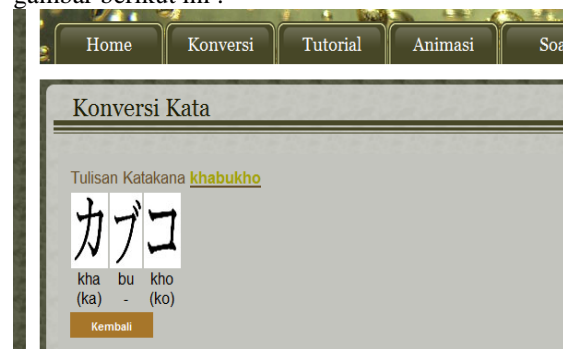 gambar berikut ini :
Home Konversi Tutorial Animasi Soa
Konversi Kata
Tulisan Katakana khabukho
カブコ
kha bu kho
(ka) - (ko)
Kembali